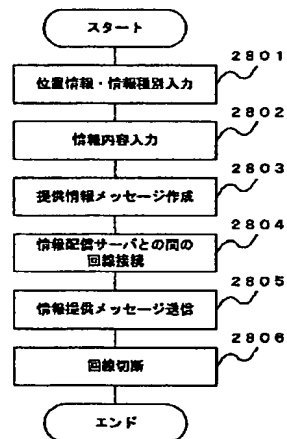 スタート
2801
位置情報・情報種別入力
2802
情報内容入力
2803
提供情報メッセージ作成
2804
情報配信サーバとの間の
回線接続
2805
情報提供メッセージ送信
2806
回線切断
エンド